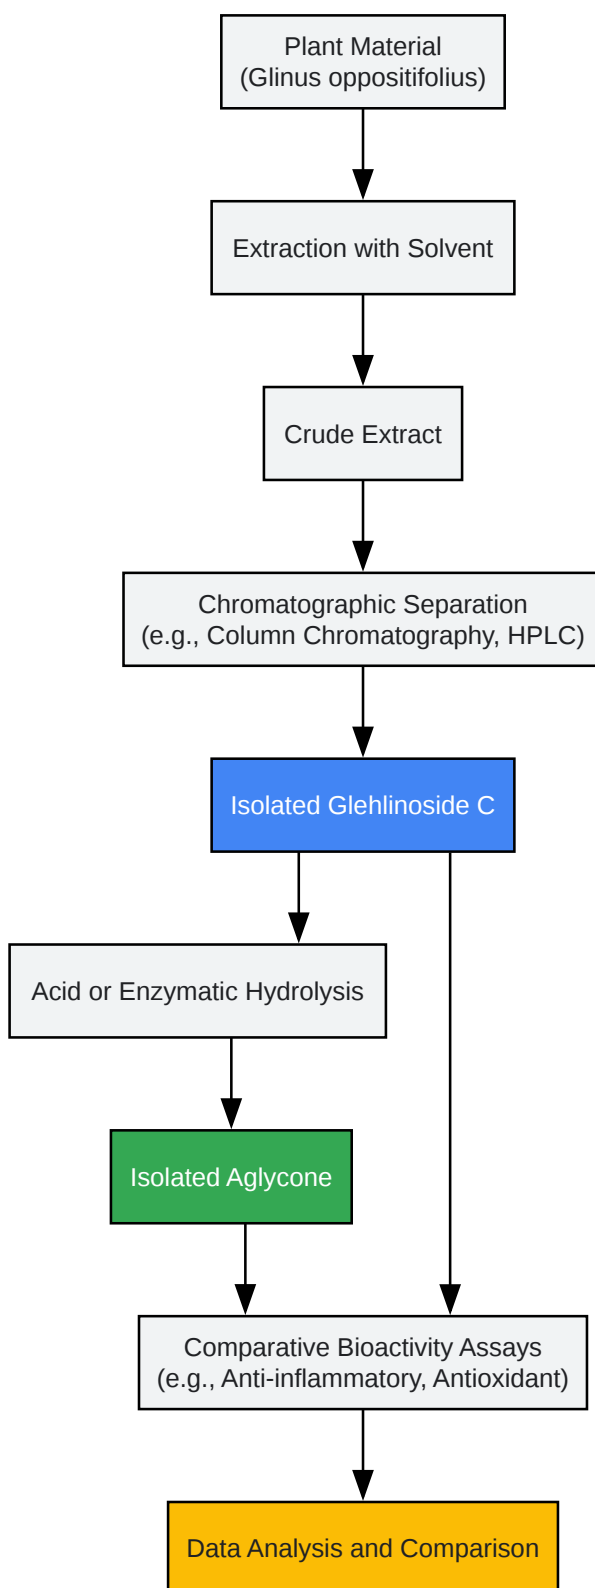 Plant Material
(Glinus oppositifolius)
Extraction with Solvent
Crude Extract
Chromatographic Separation
(e.g., Column Chromatography, HPLC)
Isolated Glehlinoside C
Acid or Enzymatic Hydrolysis
Isolated Aglycone
Comparative Bioactivity Assays
(e.g., Anti-inflammatory, Antioxidant)
Data Analysis and Comparison